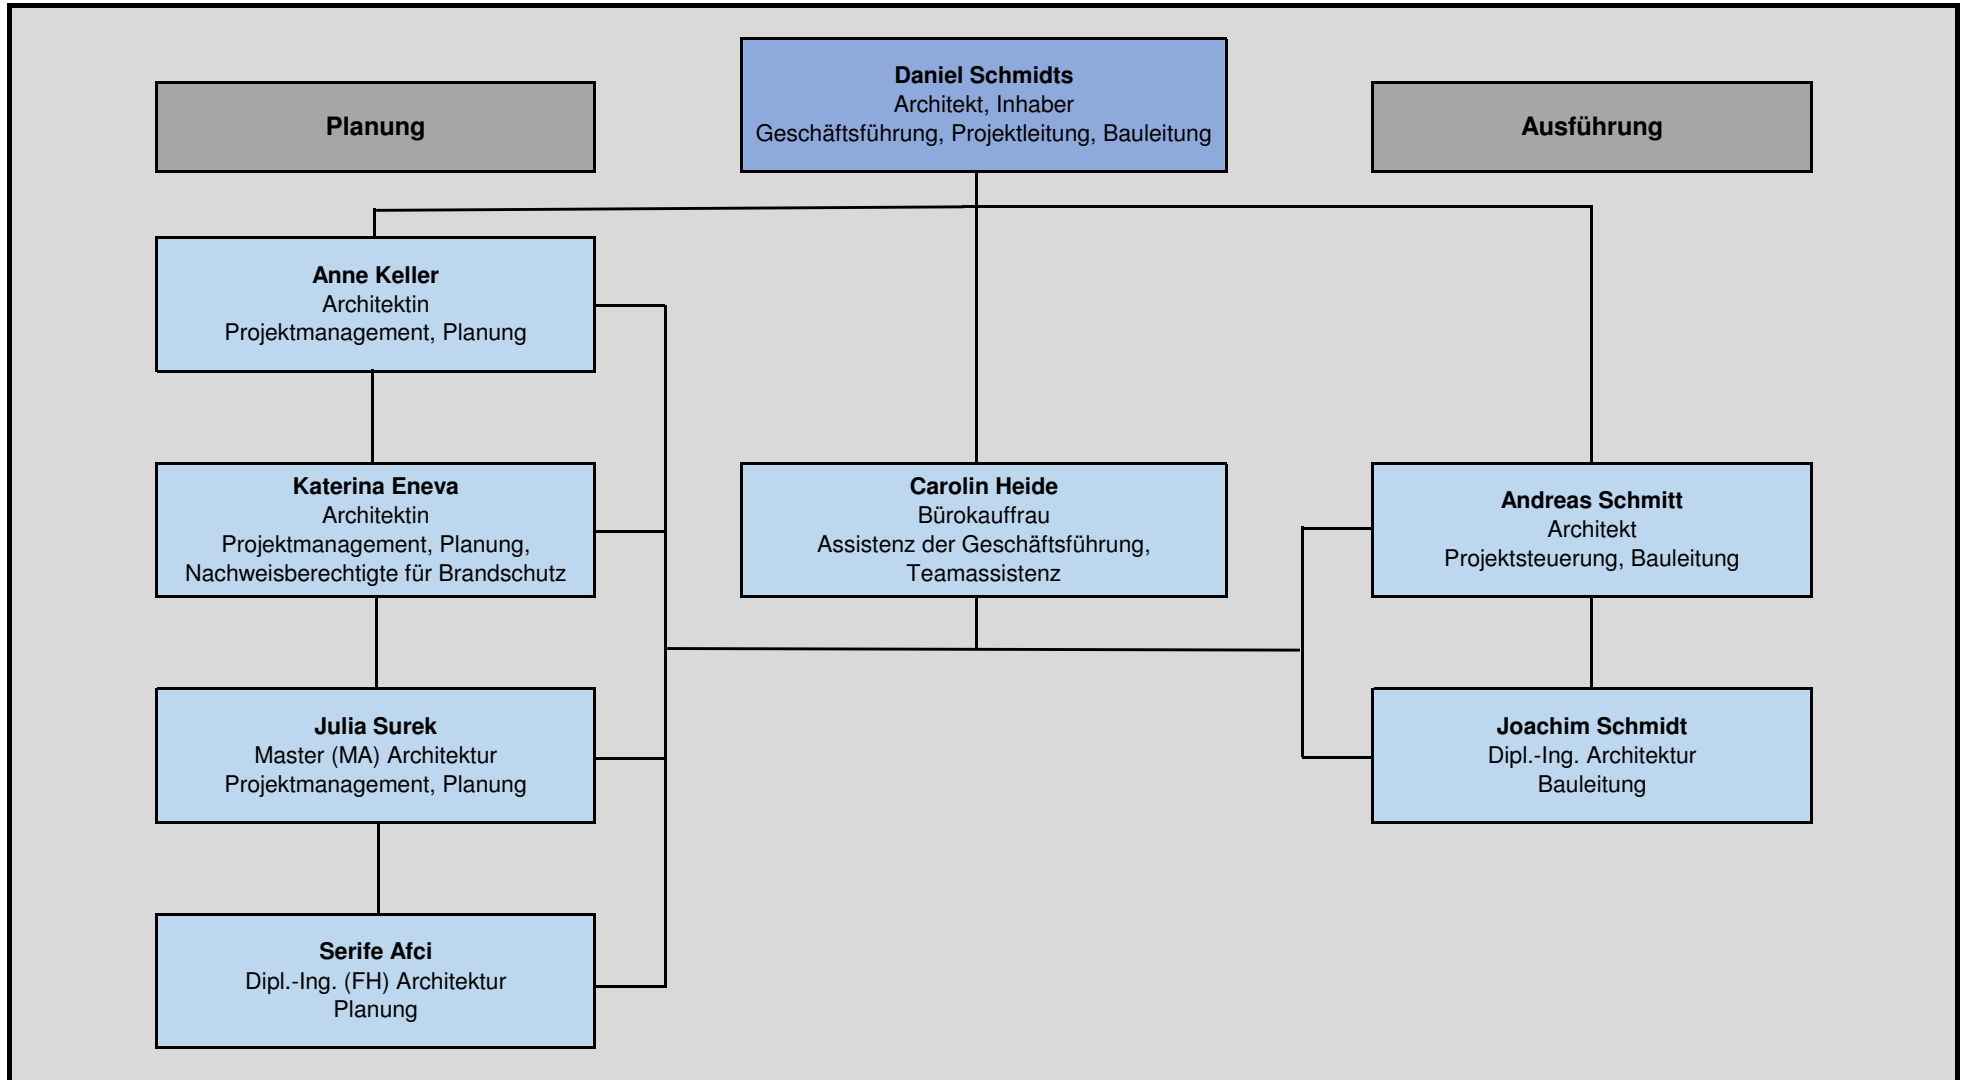 Daniel Schmidts
Architekt, Inhaber
Geschäftsführung, Projektleitung, Bauleitung
Planung
Ausführung
Anne Keller
Architektin
Projektmanagement, Planung
Katerina Eneva
Architektin
Projektmanagement, Planung,
Nachweisberechtigte für Brandschutz
Carolin Heide
Bürokauffrau
Assistenz der Geschäftsführung,
Teamassistenz
Andreas Schmitt
Architekt
Projektsteuerung, Bauleitung
Julia Surek
Master (MA) Architektur
Projektmanagement, Planung
Joachim Schmidt
Dipl.-Ing. Architektur
Bauleitung
Serife Afci
Dipl.-Ing. (FH) Architektur
Planung